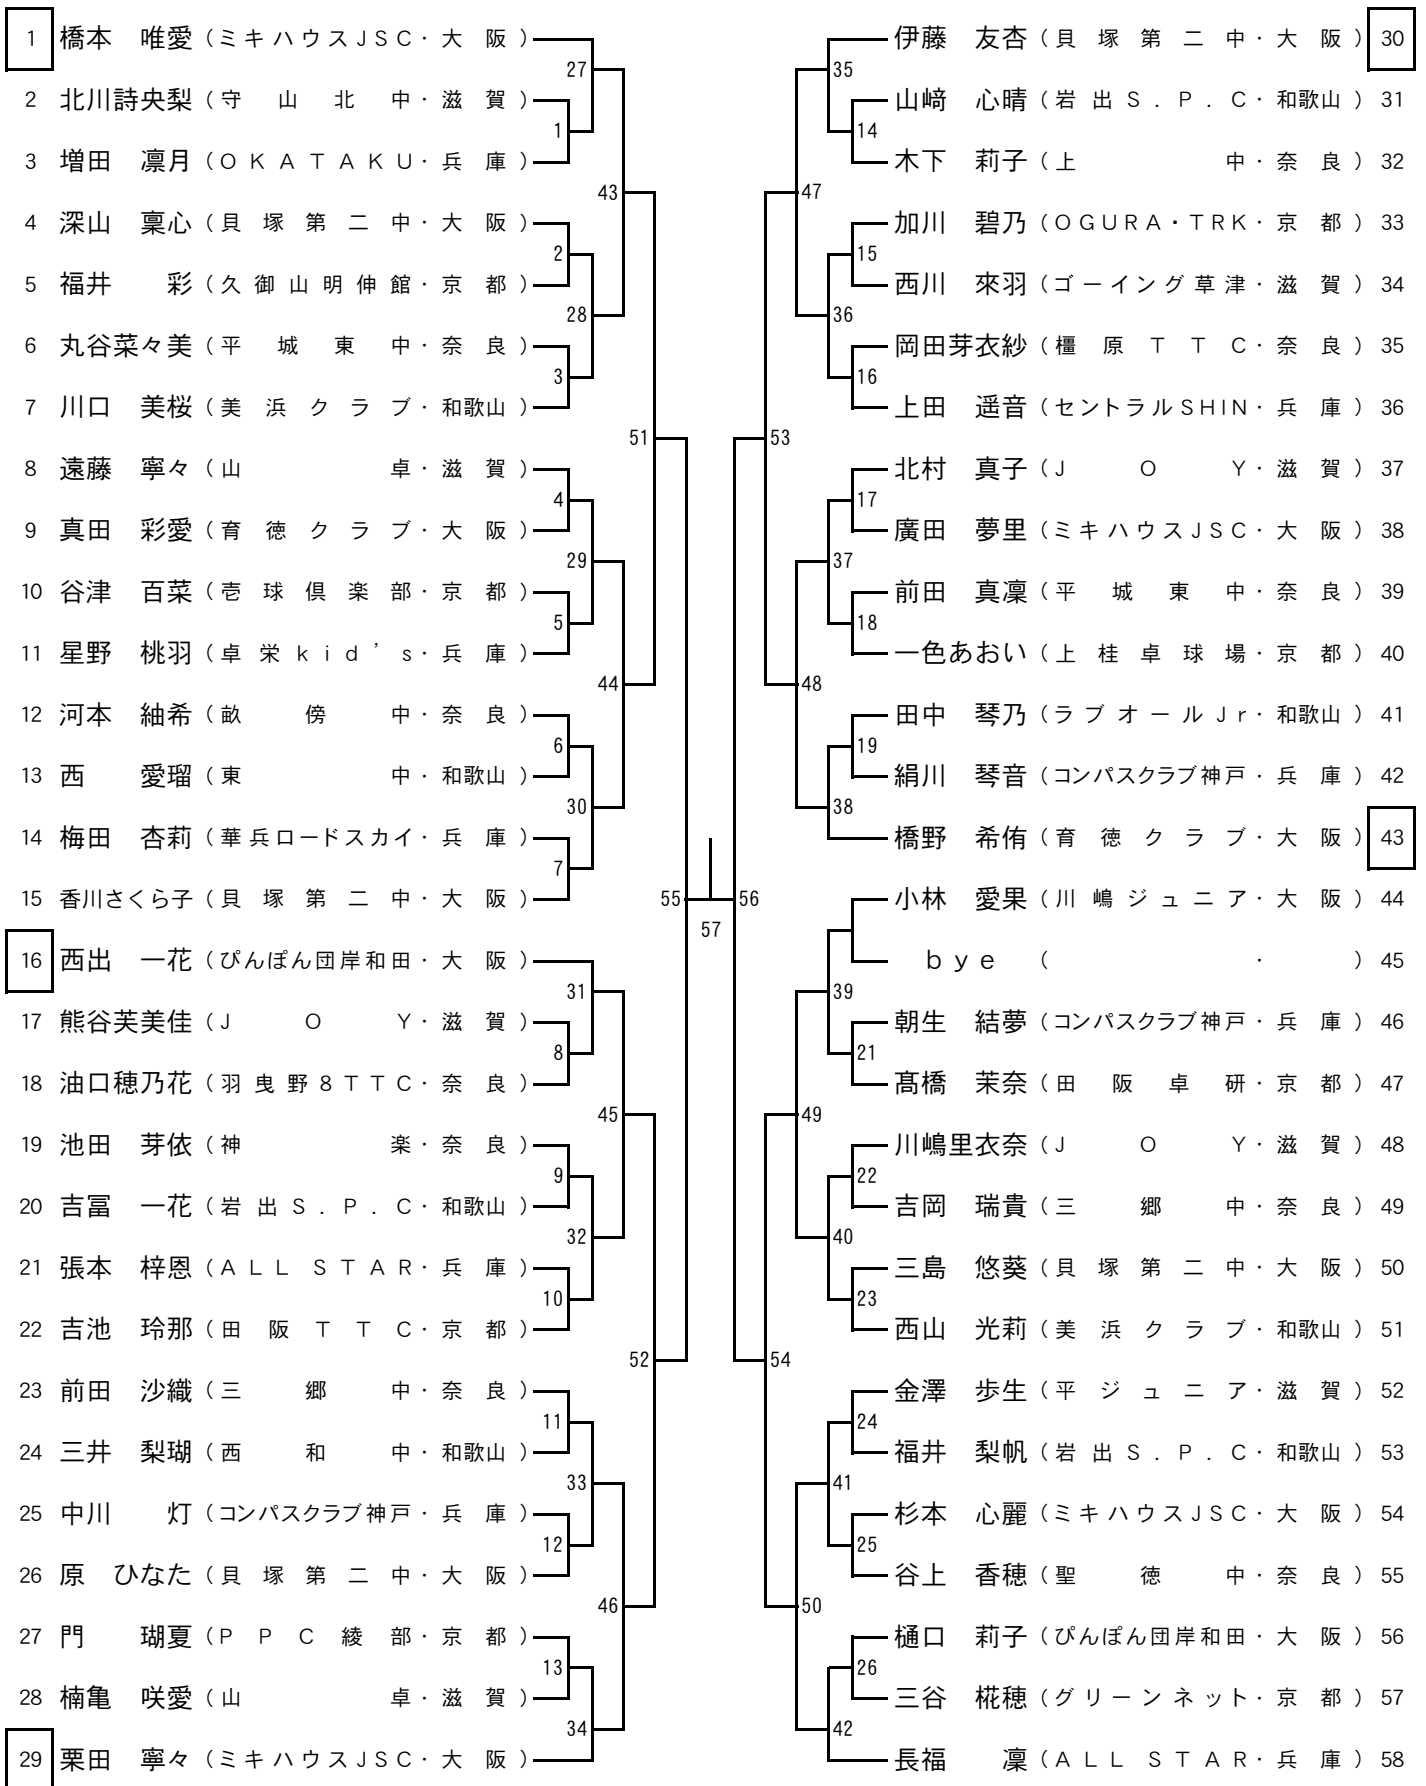 1 橋本 唯愛 (ミキハウスJSC・大阪)
2 北川詩央梨 (守山北中・滋賀)
3 増田 凛月 (OKATAKU・兵庫)
4 深山 稟心 (貝塚第二中・大阪)
5 福井 彩 (久御山明伸館・京都)
6 丸谷菜々美 (平城東中・奈良)
7 川口 美桜 (美浜クラブ・和歌山)
8 遠藤 寧々 (山卓・滋賀)
9 真田 彩愛 (育徳クラブ・大阪)
10 谷津 百菜 (壱球倶楽部・京都)
11 星野 桃羽 (卓栄kid's・兵庫)
12 河本 紬希 (畝傍中・奈良)
13 西 愛瑠 (東中・和歌山)
14 梅田 杏莉 (華兵ロードスカイ・兵庫)
15 香川さくら子 (貝塚第二中・大阪)
16 西出 一花 (ぴんぽん団岸和田・大阪)
17 熊谷芙美佳 (JOY・滋賀)
18 油口穂乃花 (羽曳野8TTC・奈良)
19 池田 芽依 (神楽・奈良)
20 吉冨 一花 (岩出S.P.C・和歌山)
21 張本 梓恩 (ALL STAR・兵庫)
22 吉池 玲那 (田阪TTC・京都)
23 前田 沙織 (三郷中・奈良)
24 三井 梨瑚 (西和中・和歌山)
25 中川 灯 (コンパスクラブ神戸・兵庫)
26 原 ひなた (貝塚第二中・大阪)
27 門 瑚夏 (PPC綾部・京都)
28 楠亀 咲愛 (山卓・滋賀)
29 栗田 寧々 (ミキハウスJSC・大阪)
27
1
43
2
28
3
51
4
29
5
44
6
30
7
55
31
8
45
9
32
10
52
11
33
12
46
13
34
57
35
14
47
15
36
16
53
17
37
18
48
19
38
56
39
21
49
22
40
23
54
24
41
25
50
26
42
伊藤 友杏 (貝塚第二中・大阪) 30
山﨑 心晴 (岩出S.P.C・和歌山) 31
木下 莉子 (上中・奈良) 32
加川 碧乃 (OGURA・TRK・京都) 33
西川 來羽 (ゴーイング草津・滋賀) 34
岡田芽衣紗 (橿原TTC・奈良) 35
上田 遥音 (セントラルSHIN・兵庫) 36
北村 真子 (JOY・滋賀) 37
廣田 夢里 (ミキハウスJSC・大阪) 38
前田 真凜 (平城東中・奈良) 39
一色あおい (上桂卓球場・京都) 40
田中 琴乃 (ラブオールJr・和歌山) 41
絹川 琴音 (コンパスクラブ神戸・兵庫) 42
橋野 希侑 (育徳クラブ・大阪) 43
小林 愛果 (川嶋ジュニア・大阪) 44
bye ( ・ ) 45
朝生 結夢 (コンパスクラブ神戸・兵庫) 46
髙橋 茉奈 (田阪卓研・京都) 47
川嶋里衣奈 (JOY・滋賀) 48
吉岡 瑞貴 (三郷中・奈良) 49
三島 悠葵 (貝塚第二中・大阪) 50
西山 光莉 (美浜クラブ・和歌山) 51
金澤 歩生 (平ジュニア・滋賀) 52
福井 梨帆 (岩出S.P.C・和歌山) 53
杉本 心麗 (ミキハウスJSC・大阪) 54
谷上 香穂 (聖徳中・奈良) 55
樋口 莉子 (ぴんぽん団岸和田・大阪) 56
三谷 椛穂 (グリーンネット・京都) 57
長福 凜 (ALL STAR・兵庫) 58